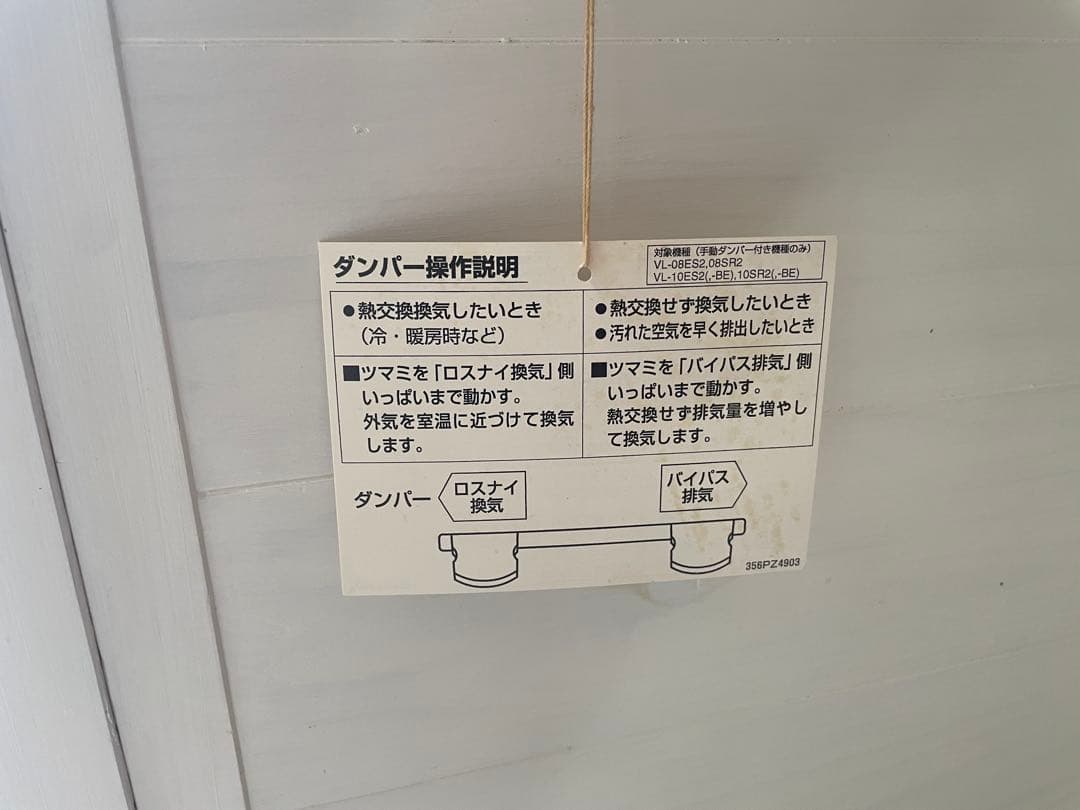 ダンパー操作説明
対象機種(手動ダンパー付き機種のみ)
VL-08ES2,08SR2
VL-10ES2(,-BE),10SR2(,-BE)
●熱交換換気したいとき
(冷・暖房時など)
●熱交換せず換気したいとき
●汚れた空気を早く排出したいとき
■ツマミを「ロスナイ換気」側
いっぱいまで動かす。
外気を室温に近づけて換気
します。
■ツマミを「バイパス排気」側
いっぱいまで動かす。
熱交換せず排気量を増やし
て換気します。
ダンパー
ロスナイ
換気
バイパス
排気
356PZ4903